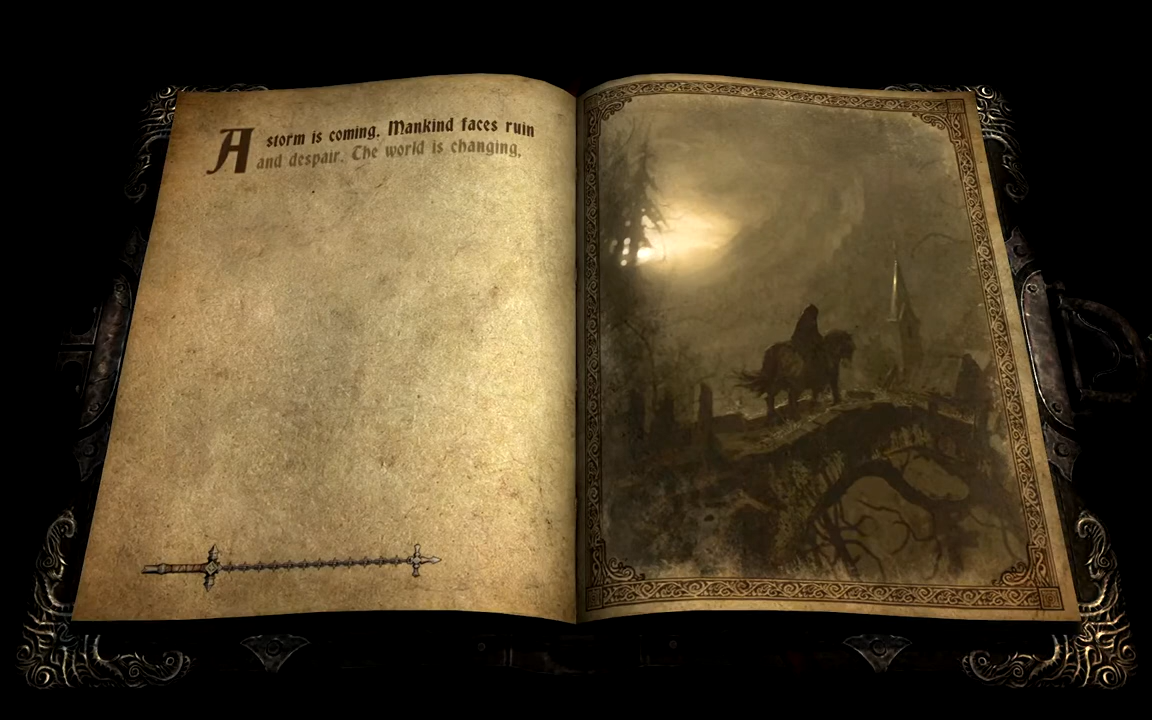 A storm is coming. Mankind faces ruin
and despair. The world is changing,